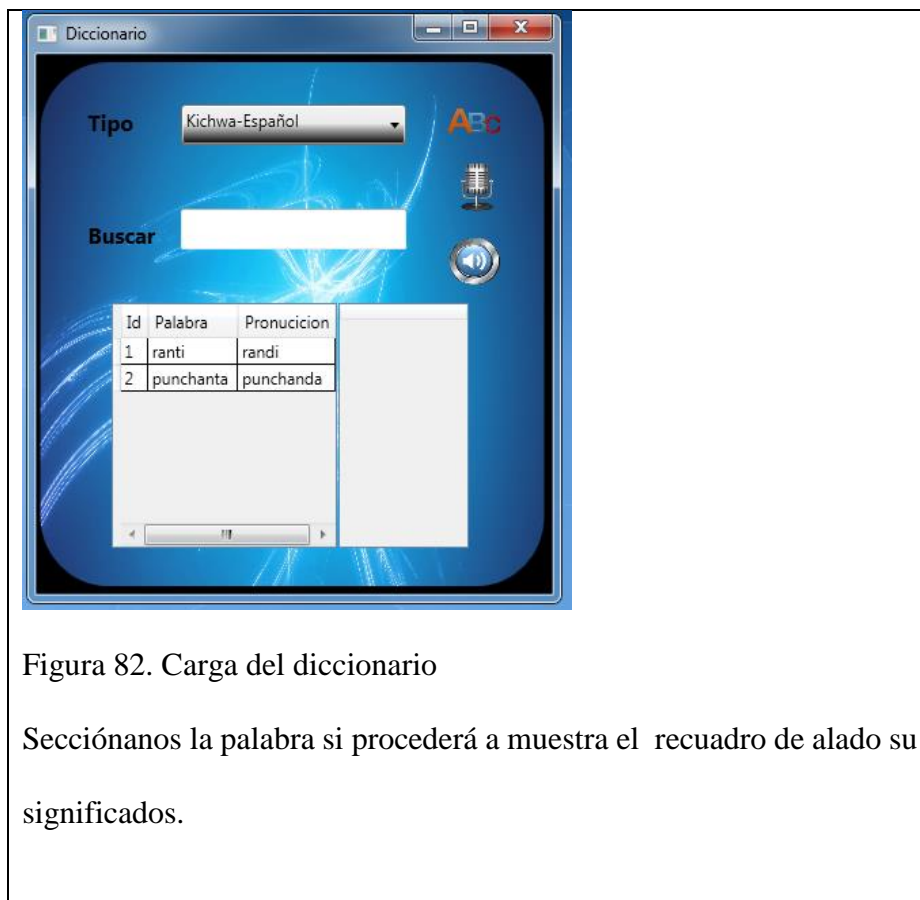 Diccionario
Tipo Kichwa-Español ABC
Buscar
Id Palabra Pronucicion
1 ranti randi
2 punchanta punchanda
Figura 82. Carga del diccionario
Secciónanos la palabra si procederá a muestra el recuadro de alado su
significados.